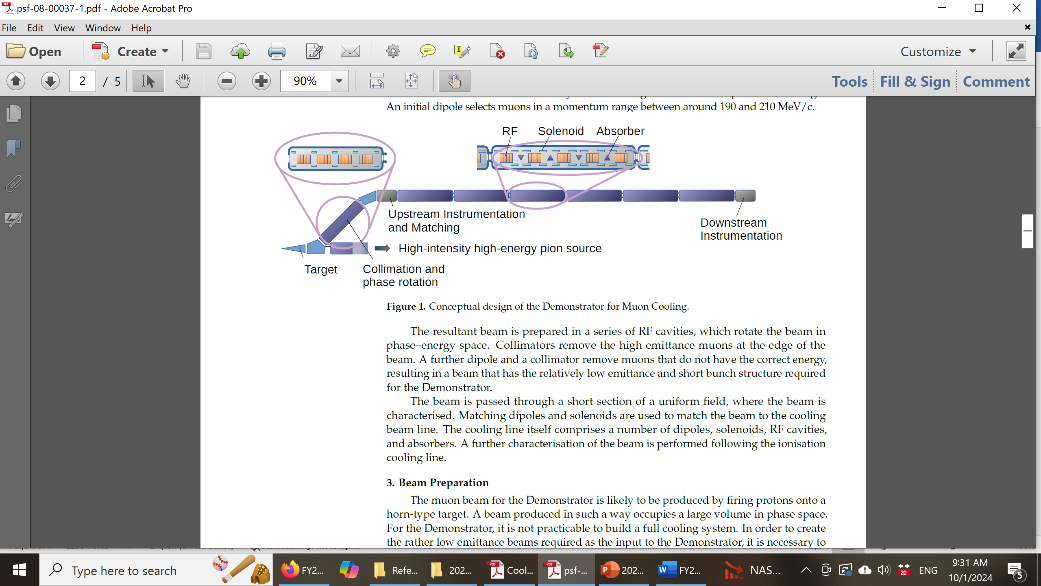 psf-08-00037-1.pdf - Adobe Acrobat Pro
File Edit View Window Help
Open Create Customize
2 / 5 90% Tools Fill & Sign Comment
An initial dipole selects muons in a momentum range between around 190 and 210 MeV/c.
RF Solenoid Absorber
Upstream Instrumentation
and Matching
Downstream
Instrumentation
High-intensity high-energy pion source
Target
Collimation and
phase rotation
Figure 1. Conceptual design of the Demonstrator for Muon Cooling.
The resultant beam is prepared in a series of RF cavities, which rotate the beam in
phase–energy space. Collimators remove the high emittance muons at the edge of the
beam. A further dipole and a collimator remove muons that do not have the correct energy,
resulting in a beam that has the relatively low emittance and short bunch structure required
for the Demonstrator.
The beam is passed through a short section of a uniform field, where the beam is
characterised. Matching dipoles and solenoids are used to match the beam to the cooling
beam line. The cooling line itself comprises a number of dipoles, solenoids, RF cavities,
and absorbers. A further characterisation of the beam is performed following the ionisation
cooling line.
3. Beam Preparation
The muon beam for the Demonstrator is likely to be produced by firing protons onto a
horn-type target. A beam produced in such a way occupies a large volume in phase space.
For the Demonstrator, it is not practicable to build a full cooling system. In order to create
the rather low emittance beams required as the input to the Demonstrator, it is necessary to
Type here to search FY2... Refe... 202... Cool... psf-... 202... FY2... NAS... 20 ENG 9:31 AM
10/1/2024 5